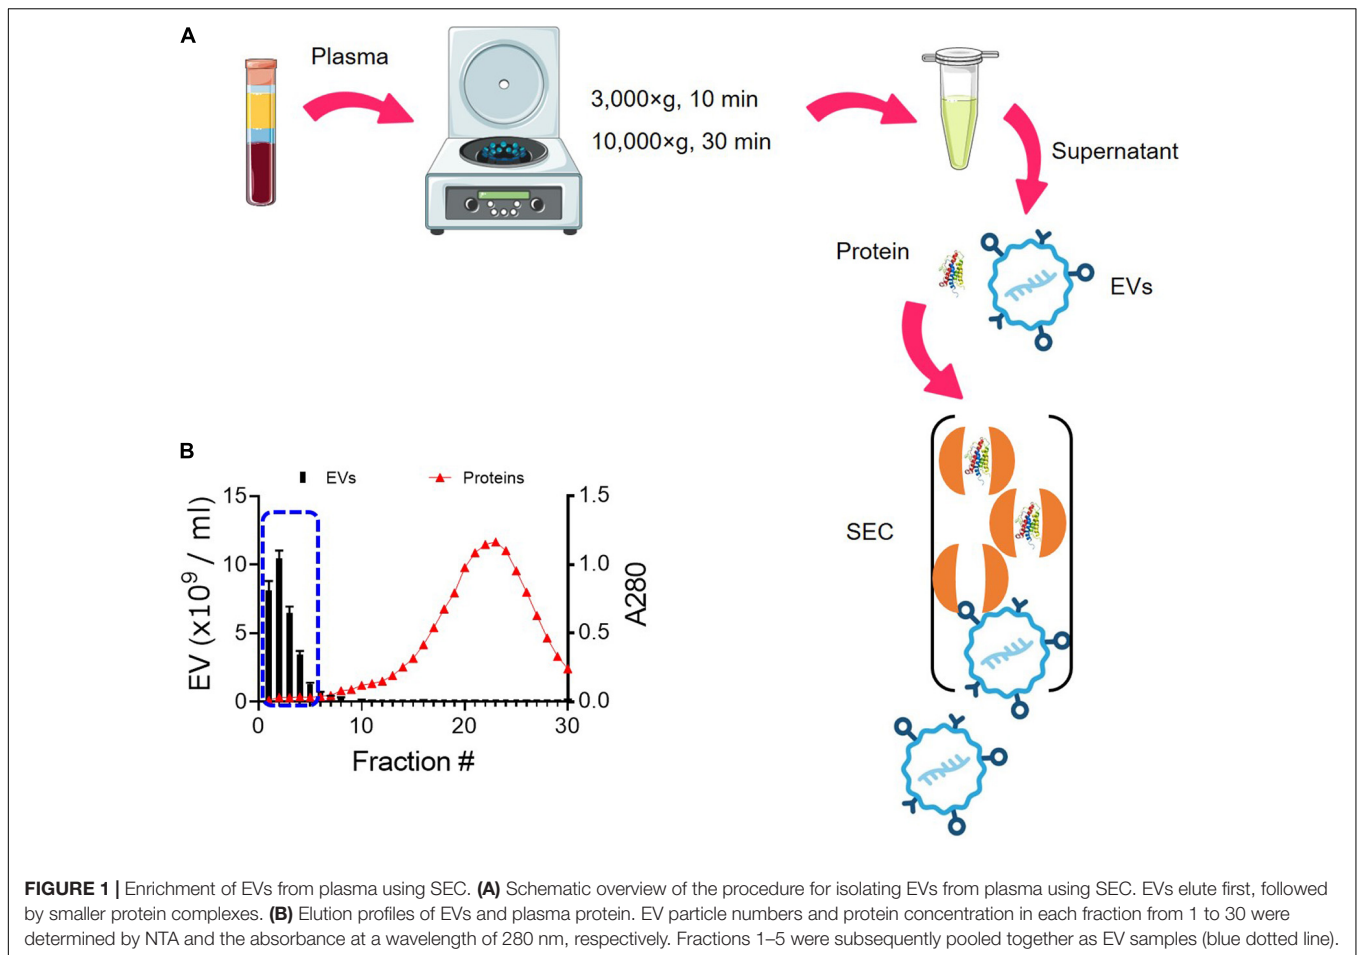 A
Plasma
3,000×g, 10 min
10,000×g, 30 min
Supernatant
Protein
EVs
SEC
B
EVs
Proteins
EV (x10⁹ / ml)
15
10
5
0
1.5
1.0
0.5
0.0
A280
0
10
20
30
Fraction #
FIGURE 1 | Enrichment of EVs from plasma using SEC. (A) Schematic overview of the procedure for isolating EVs from plasma using SEC. EVs elute first, followed
by smaller protein complexes. (B) Elution profiles of EVs and plasma protein. EV particle numbers and protein concentration in each fraction from 1 to 30 were
determined by NTA and the absorbance at a wavelength of 280 nm, respectively. Fractions 1–5 were subsequently pooled together as EV samples (blue dotted line).